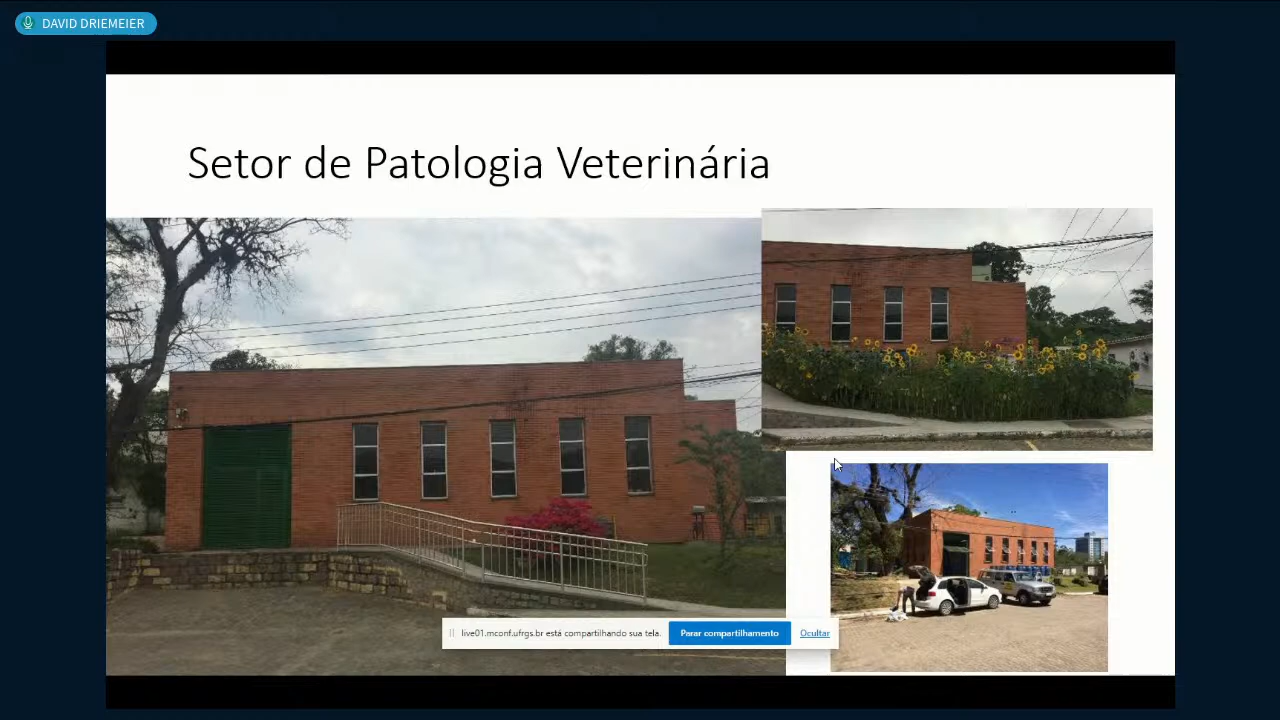 DAVID DRIEMEIER
Setor de Patologia Veterinária
live01.mconf.ufrgs.br está compartilhando sua tela.
Parar compartilhamento
Ocultar